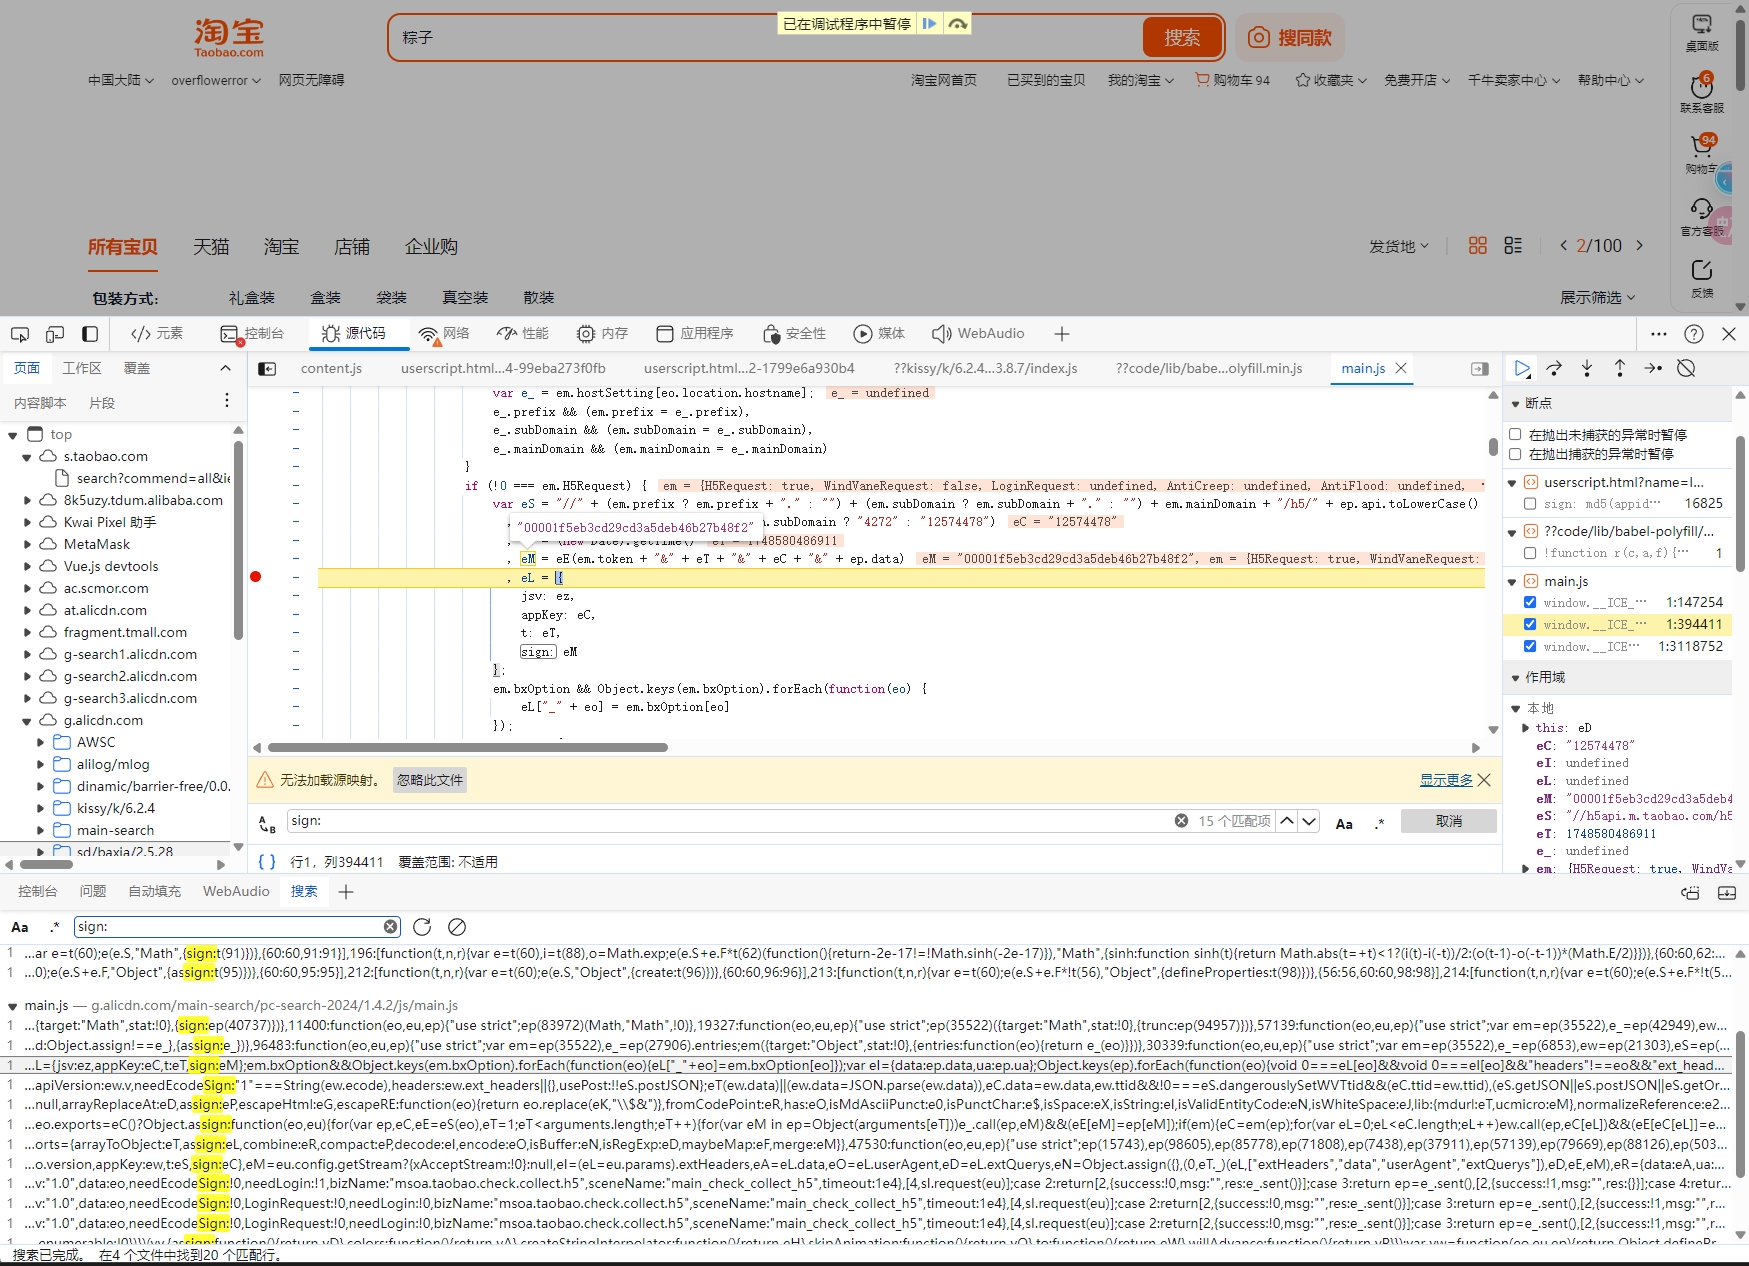 已在调试程序中暂停
淘宝
Taobao.com
粽子
搜索
搜同款
桌面版
中国大陆
overflowerror
网页无障碍
淘宝网首页
已买到的宝贝
我的淘宝
购物车 94
收藏夹
免费开店
千牛卖家中心
帮助中心
6
联系客服
94
购物车
官方客服
反馈
所有宝贝
天猫
淘宝
店铺
企业购
发货地
2/100
包装方式:
礼盒装
盒装
袋装
真空装
散装
展示筛选
元素
控制台
源代码
网络
性能
内存
应用程序
安全性
媒体
WebAudio
页面
工作区
覆盖
内容脚本
片段
content.js
userscript.html...4-99eba273f0fb
userscript.html...2-1799e6a930b4
??kissy/k/6.2.4...3.8.7/index.js
??code/lib/babe...olyfill.min.js
main.js
top
s.taobao.com
search?commend=all&ie
8k5uzy.tdum.alibaba.com
Kwai Pixel 助手
MetaMask
Vue.js devtools
ac.scmor.com
at.alicdn.com
fragment.tmall.com
g-search1.alicdn.com
g-search2.alicdn.com
g-search3.alicdn.com
g.alicdn.com
AWSC
alilog/mlog
dinamic/barrier-free/0.0.
kissy/k/6.2.4
main-search
sd/baxia/2.5.28
var e_ = em.hostSetting[eo.location.hostname]; e_ = undefined
e_.prefix && (em.prefix = e_.prefix),
e_.subDomain && (em.subDomain = e_.subDomain),
e_.mainDomain && (em.mainDomain = e_.mainDomain)
}
if (!0 === em.H5Request) { em = {H5Request: true, WindVaneRequest: false, LoginRequest: undefined, AntiCreep: undefined, AntiFlood: undefined,
var eS = "//" + (em.prefix ? em.prefix + "." : "") + (em.subDomain ? em.subDomain + "." : "") + em.mainDomain + "/h5/" + ep.api.toLowerCase()
.subDomain ? "4272" : "12574478") eC = "12574478"
"00001f5eb3cd29cd3a5deb46b27b48f2"
= (new Date).getTime() eT = 1748580486911
, eM = eE(em.token + "&" + eT + "&" + eC + "&" + ep.data) eM = "00001f5eb3cd29cd3a5deb46b27b48f2", em = {H5Request: true, WindVaneRequest:
, eL = {
jsv: ez,
appKey: eC,
t: eT,
sign: eM
};
em.bxOption && Object.keys(em.bxOption).forEach(function(eo) {
eL["_" + eo] = em.bxOption[eo]
});
无法加载源映射。
忽略此文件
显示更多
sign:
15 个匹配项
Aa
.*
取消
{ } 行1，列394411 覆盖范围: 不适用
断点
在抛出未捕获的异常时暂停
在抛出捕获的异常时暂停
userscript.html?name=I...
sign: md5(appid… 16825
??code/lib/babel-polyfill/...
!function r(c,a,f){… 1
main.js
window.__ICE_… 1:147254
window.__ICE_… 1:394411
window.__ICE… 1:3118752
作用域
本地
this: eD
eC: "12574478"
eI: undefined
eL: undefined
eM: "00001f5eb3cd29cd3a5deb4
eS: "//h5api.m.taobao.com/h5
eT: 1748580486911
e_: undefined
em: {H5Request: true, WindVa
控制台
问题
自动填充
WebAudio
搜索
Aa
.*
sign:
1 ...ar e=t(60);e(e.S,"Math",{sign:t(91)})},{60:60,91:91}],196:[function(t,n,r){var e=t(60),i=t(88),o=Math.exp;e(e.S+e.F*t(62)(function(){return-2e-17!=!Math.sinh(-2e-17)}),"Math",{sinh:function sinh(t){return Math.abs(t=+t)<1?(i(t)-i(-t))/2:(o(t-1)-o(-t-1))*(Math.E/2)}})},{60:60,62:...
1 ...0);e(e.S+e.F,"Object",{assign:t(95)})},{60:60,95:95}],212:[function(t,n,r){var e=t(60);e(e.S,"Object",{create:t(96)})},{60:60,96:96}],213:[function(t,n,r){var e=t(60);e(e.S+e.F*!t(56),"Object",{defineProperties:t(98)})},{56:56,60:60,98:98}],214:[function(t,n,r){var e=t(60);e(e.S+e.F*!t(5...
main.js — g.alicdn.com/main-search/pc-search-2024/1.4.2/js/main.js
1 ...{target:"Math",stat:!0},{sign:ep(40737)})},11400:function(eo,eu,ep){"use strict";ep(83972)(Math,"Math",!0)},19327:function(eo,eu,ep){"use strict";ep(35522)({target:"Math",stat:!0},{trunc:ep(94957)})},57139:function(eo,eu,ep){"use strict";var em=ep(35522),e_=ep(42949),ew...
1 ...d:Object.assign!==e_},{assign:e_})},96483:function(eo,eu,ep){"use strict";var em=ep(35522),e_=ep(27906).entries;em({target:"Object",stat:!0},{entries:function(eo){return e_(eo)}})},30339:function(eo,eu,ep){"use strict";var em=ep(35522),e_=ep(6853),ew=ep(21303),eS=ep(...
1 ...L={jsv:ez,appKey:eC,t:eT,sign:eM};em.bxOption&&Object.keys(em.bxOption).forEach(function(eo){eL["_"+eo]=em.bxOption[eo]});var eI={data:ep.data,ua:ep.ua};Object.keys(ep).forEach(function(eo){void 0===eL[eo]&&void 0===eI[eo]&&"headers"!==eo&&"ext_head...
1 ...apiVersion:ew.v,needEcodeSign:"1"===String(ew.ecode),headers:ew.ext_headers||{},usePost:!!eS.postJSON};eT(ew.data)||(ew.data=JSON.parse(ew.data)),eC.data=ew.data,ew.ttid&&!0===eS.dangerouslySetWVTtid&&(eC.ttid=ew.ttid),(eS.getJSON||eS.postJSON||eS.getOr...
1 ...null,arrayReplaceAt:eD,assign:eP,escapeHtml:eG,escapeRE:function(eo){return eo.replace(eK,"\\$&")},fromCodePoint:eR,has:eO,isMdAsciiPunct:e0,isPunctChar:e$,isSpace:eX,isString:eI,isValidEntityCode:eN,isWhiteSpace:eJ,lib:{mdurl:eT,ucmicro:eM},normalizeReference:e2...
1 ...eo.exports=eC()?Object.assign:function(eo,eu){for(var ep,eC,eE=eS(eo),eT=1;eT<arguments.length;eT++){for(var eM in ep=Object(arguments[eT]))e_.call(ep,eM)&&(eE[eM]=ep[eM]);if(em){eC=em(ep);for(var eL=0;eL<eC.length;eL++)ew.call(ep,eC[eL])&&(eE[eC[eL]]=e...
1 ...orts={arrayToObject:eT,assign:eL,combine:eR,compact:eP,decode:eI,encode:eO,isBuffer:eN,isRegExp:eD,maybeMap:eF,merge:eM}},47530:function(eo,eu,ep){"use strict";ep(15743),ep(98605),ep(85778),ep(71808),ep(7438),ep(37911),ep(57139),ep(79669),ep(88126),ep(503...
1 ...o.version,appKey:ew,t:eS,sign:eC},eM=eu.config.getStream?{xAcceptStream:!0}:null,eI=(eL=eu.params).extHeaders,eA=eL.data,eO=eL.userAgent,eD=eL.extQuerys,eN=Object.assign({},(0,eT._)(eL,["extHeaders","data","userAgent","extQuerys"]),eD,eE,eM),eR={data:eA,ua:...
1 ...v:"1.0",data:eo,needEcodeSign:!0,needLogin:!1,bizName:"msoa.taobao.check.collect.h5",sceneName:"main_check_collect_h5",timeout:1e4},[4,sl.request(eu)];case 2:return[2,{success:!0,msg:"",res:e_.sent()}];case 3:return ep=e_.sent(),[2,{success:!1,msg:"",res:{}}];case 4:retur...
1 ...v:"1.0",data:eo,needEcodeSign:!0,LoginRequest:!0,needLogin:!0,bizName:"msoa.taobao.check.collect.h5",sceneName:"main_check_collect_h5",timeout:1e4},[4,sl.request(eu)];case 2:return[2,{success:!0,msg:"",res:e_.sent()}];case 3:return ep=e_.sent(),[2,{success:!1,msg:"",r...
1 ...v:"1.0",data:eo,needEcodeSign:!0,LoginRequest:!0,needLogin:!0,bizName:"msoa.taobao.check.collect.h5",sceneName:"main_check_collect_h5",timeout:1e4},[4,sl.request(eu)];case 2:return[2,{success:!0,msg:"",res:e_.sent()}];case 3:return ep=e_.sent(),[2,{success:!1,msg:"",r...
搜索已完成。 在4 个文件中找到20 个匹配行。